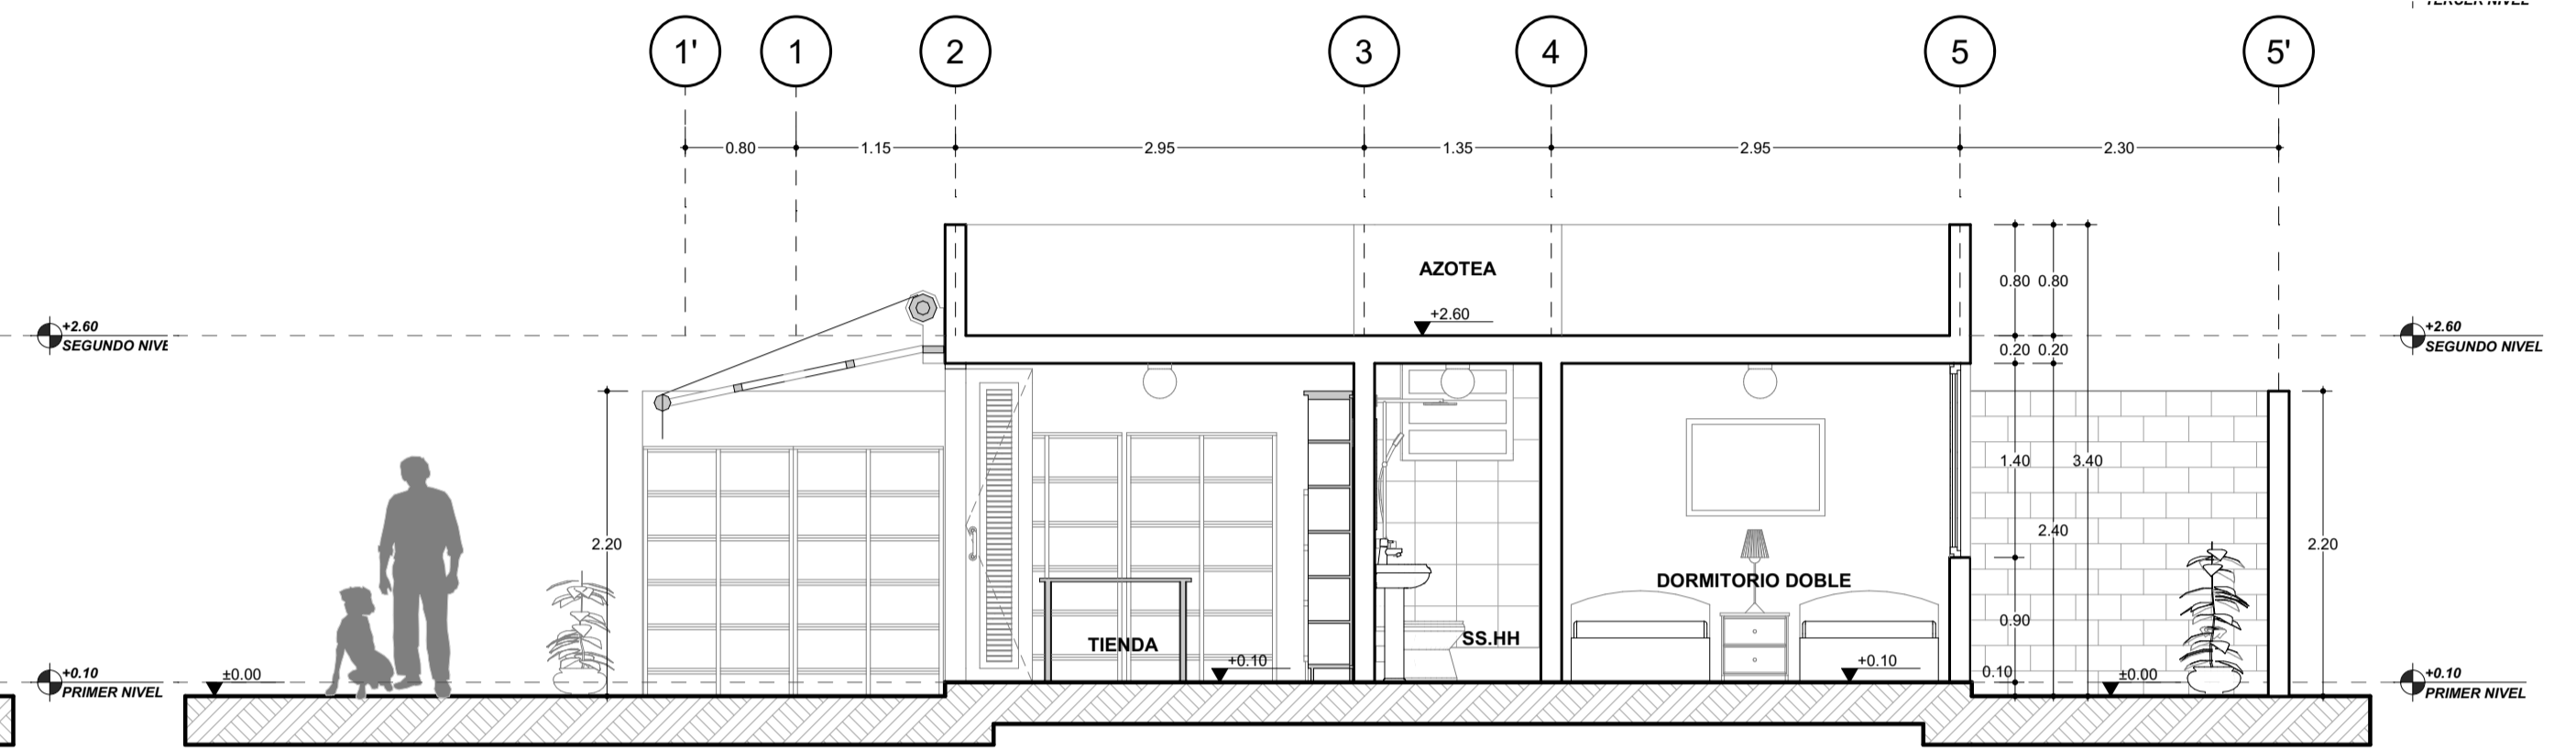 1' 1 2 3 4 5 5'
0.80 1.15 2.95 1.35 2.95 2.30
AZOTEA
0.80 0.80
+2.60
+2.60
SEGUNDO NIVE
+2.60
SEGUNDO NIVEL
0.20 0.20
1.40 3.40
2.20
2.40
2.20
DORMITORIO DOBLE
0.90
TIENDA
SS.HH
+0.10
+0.10
0.10
±0.00
±0.00
+0.10
PRIMER NIVEL
+0.10
PRIMER NIVEL